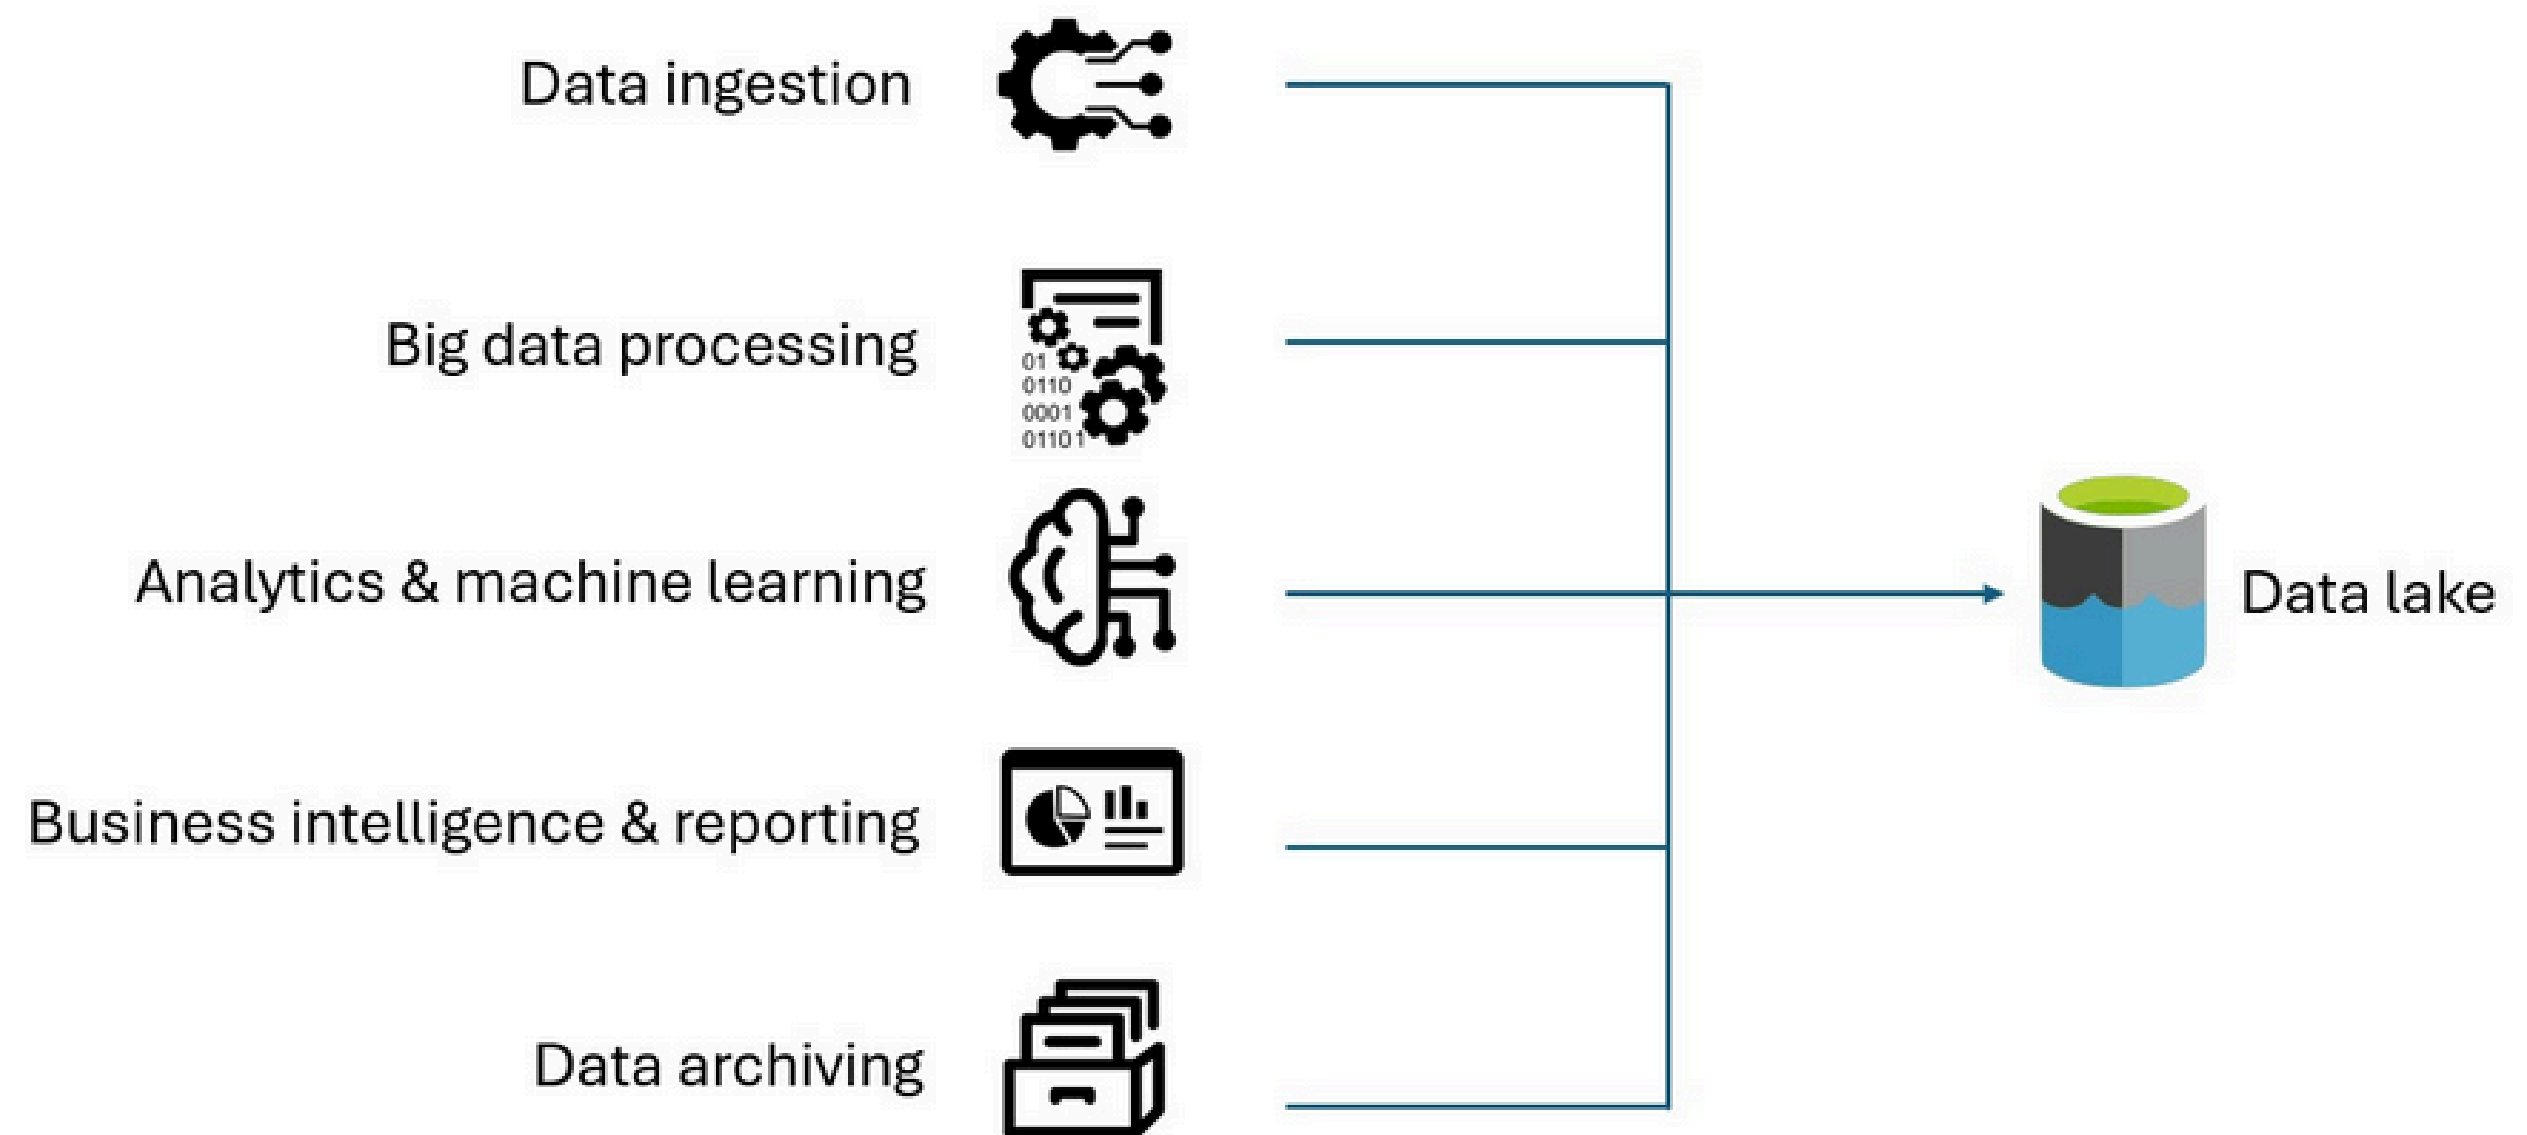 Data ingestion
Big data processing
01
0110
0001
01101
Analytics & machine learning
Data lake
Business intelligence & reporting
Data archiving